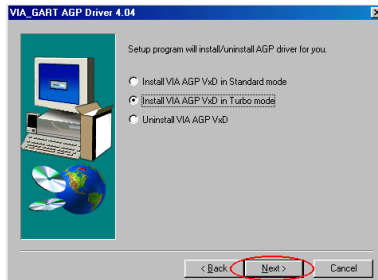 VIA_GART AGP Driver 4.04
Setup program will install/uninstall AGP driver for you.
Install VIA AGP VxD in Standard mode
Install VIA AGP VxD in Turbo mode
Uninstall VIA AGP VxD
< Back
Next >
Cancel